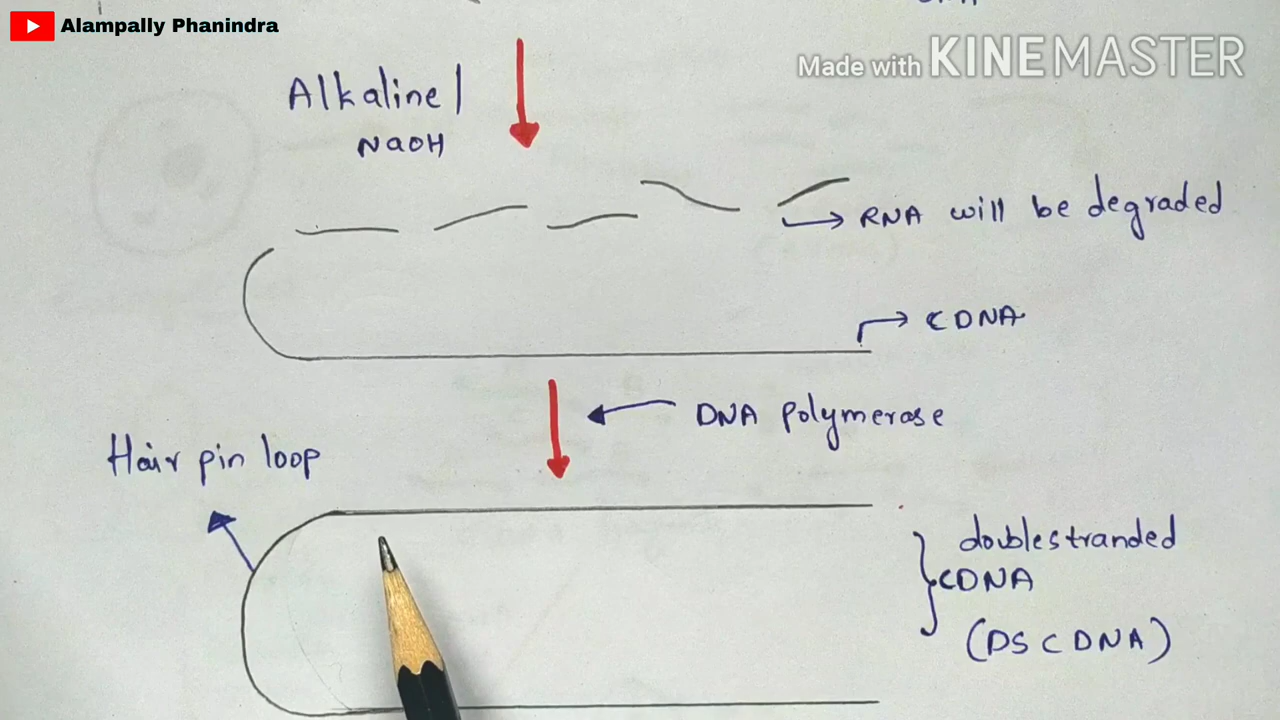 Alampally Phanindra
Made with KINEMASTER
Alkaline /
NaOH
RNA will be degraded
CDNA
DNA polymerase
Hair pin loop
doublestranded
CDNA
(DS CDNA)